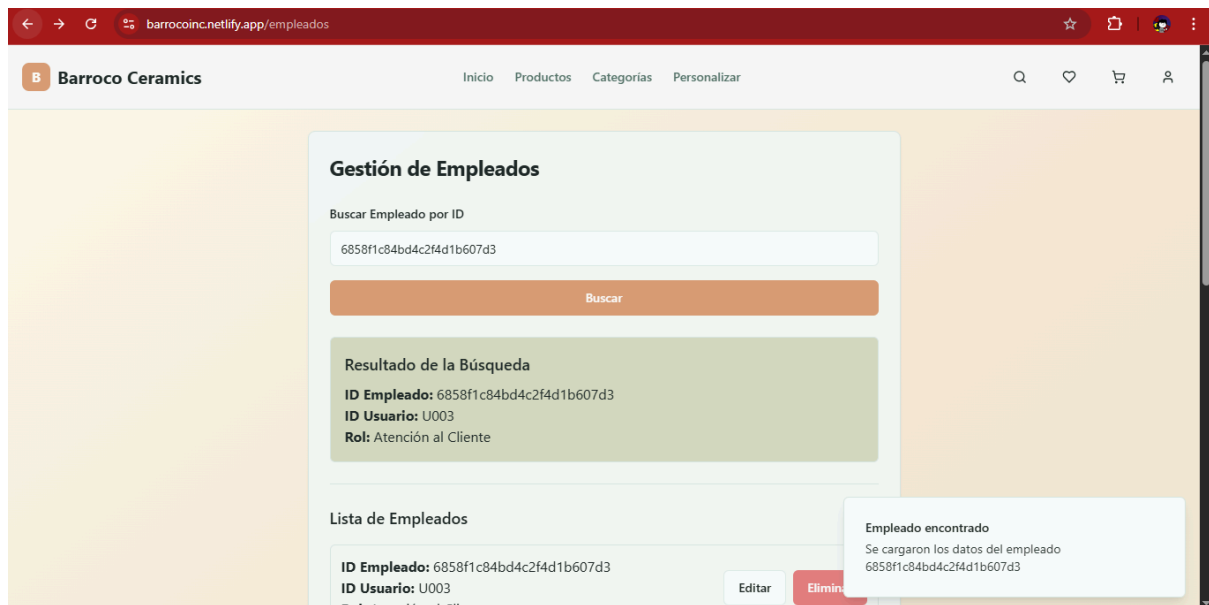 barrocoinc.netlify.app/empleados
B Barroco Ceramics
Inicio Productos Categorías Personalizar
Gestión de Empleados
Buscar Empleado por ID
6858f1c84bd4c2f4d1b607d3
Buscar
Resultado de la Búsqueda
ID Empleado: 6858f1c84bd4c2f4d1b607d3
ID Usuario: U003
Rol: Atención al Cliente
Lista de Empleados
ID Empleado: 6858f1c84bd4c2f4d1b607d3
ID Usuario: U003
Editar
Elimina
Empleado encontrado
Se cargaron los datos del empleado
6858f1c84bd4c2f4d1b607d3